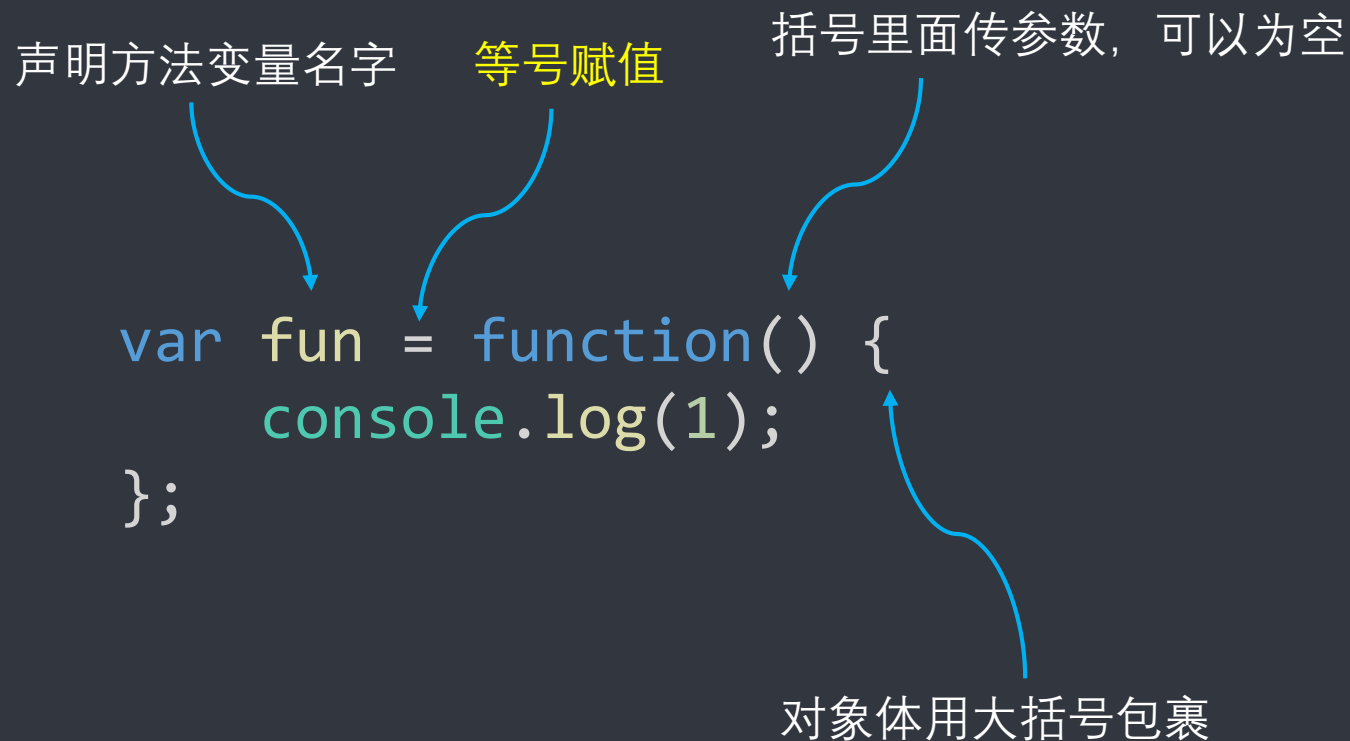 声明方法变量名字
等号赋值
括号里面传参数，可以为空
var fun = function() {
console.log(1);
};
对象体用大括号包裹